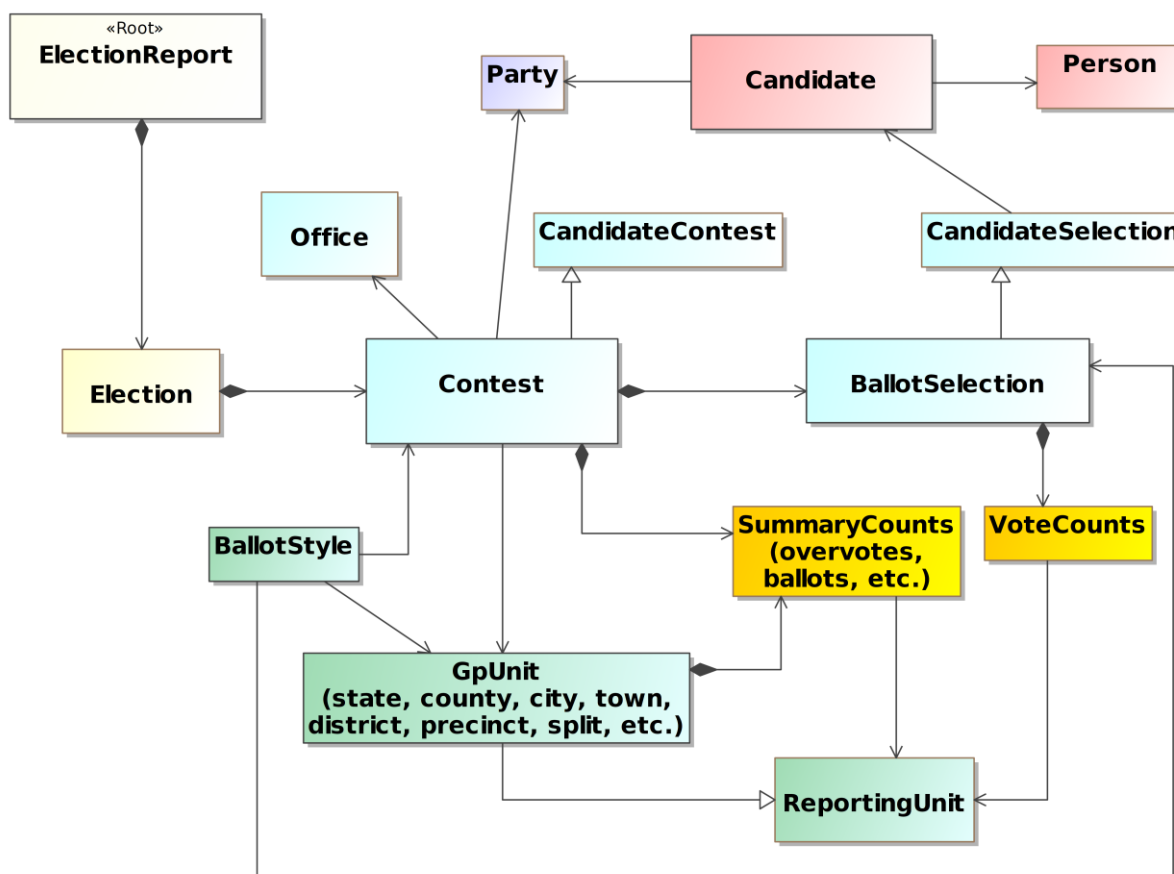 «Root»
ElectionReport
Party
Candidate
Person
Office
CandidateContest
CandidateSelection
Election
Contest
BallotSelection
BallotStyle
SummaryCounts
(overvotes,
ballots, etc.)
VoteCounts
GpUnit
(state, county, city, town,
district, precinct, split, etc.)
ReportingUnit